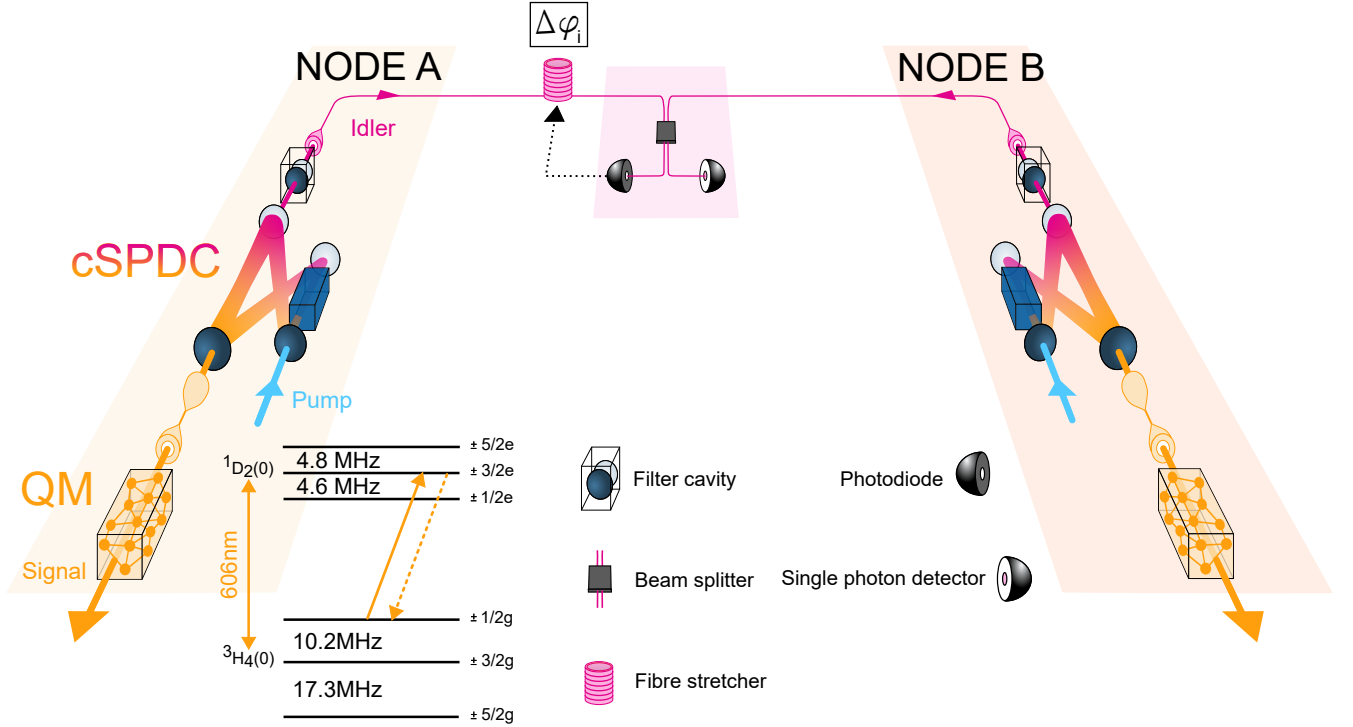 Δφi
NODE A
NODE B
Idler
cSPDC
Pump
QM
Signal
1D2(0)
± 5/2e
4.8 MHz
± 3/2e
4.6 MHz
± 1/2e
606nm
± 1/2g
10.2MHz
3H4(0)
± 3/2g
17.3MHz
± 5/2g
Filter cavity
Photodiode
Beam splitter
Single photon detector
Fibre stretcher